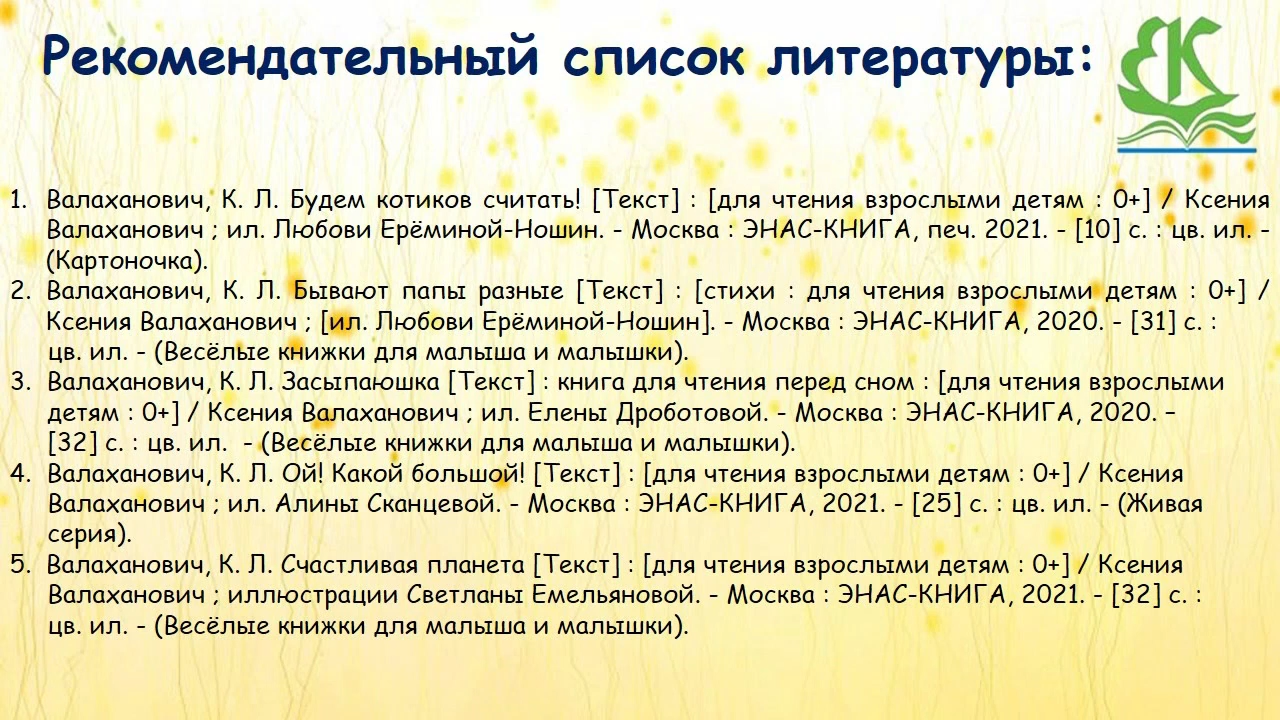 Рекомендательный список литературы:
ЕК
1. Валаханович, К. Л. Будем котиков считать! [Текст] : [для чтения взрослыми детям : 0+] / Ксения
Валаханович ; ил. Любови Ерёминой-Ношин. - Москва : ЭНАС-КНИГА, печ. 2021. - [10] с. : цв. ил. -
(Картоночка).
2. Валаханович, К. Л. Бывают папы разные [Текст] : [стихи : для чтения взрослыми детям : 0+] /
Ксения Валаханович ; [ил. Любови Ерёминой-Ношин]. - Москва : ЭНАС-КНИГА, 2020. - [31] с. :
цв. ил. - (Весёлые книжки для малыша и малышки).
3. Валаханович, К. Л. Засыпаюшка [Текст] : книга для чтения перед сном : [для чтения взрослыми
детям : 0+] / Ксения Валаханович ; ил. Елены Дроботовой. - Москва : ЭНАС-КНИГА, 2020. –
[32] с. : цв. ил. - (Весёлые книжки для малыша и малышки).
4. Валаханович, К. Л. Ой! Какой большой! [Текст] : [для чтения взрослыми детям : 0+] / Ксения
Валаханович ; ил. Алины Сканцевой. - Москва : ЭНАС-КНИГА, 2021. - [25] с. : цв. ил. - (Живая
серия).
5. Валаханович, К. Л. Счастливая планета [Текст] : [для чтения взрослыми детям : 0+] / Ксения
Валаханович ; иллюстрации Светланы Емельяновой. - Москва : ЭНАС-КНИГА, 2021. - [32] с. :
цв. ил. - (Весёлые книжки для малыша и малышки).